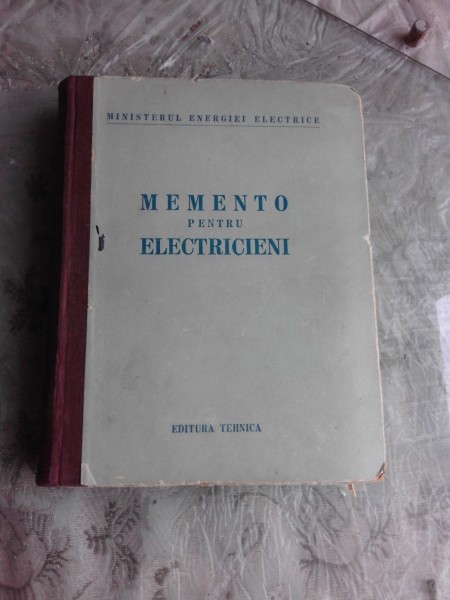 MINISTERUL ENERGIEI ELECTRICE
MEMENTO
PENTRU
ELECTRICIENI
EDITURA TEHNICA